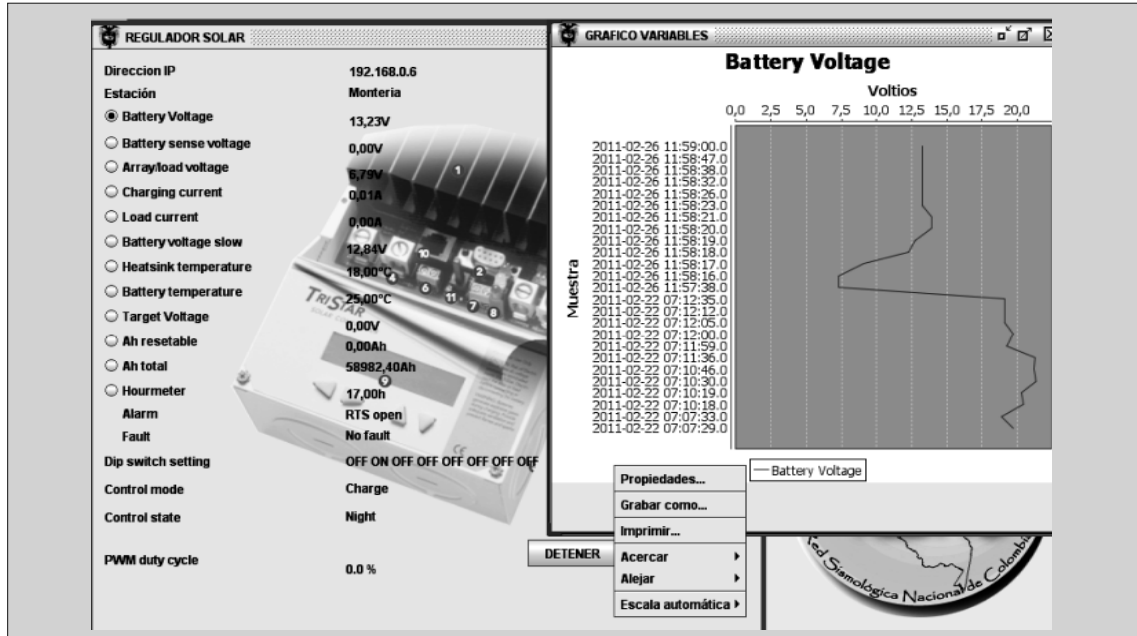 REGULADOR SOLAR
Direccion IP 192.168.0.6
Estación Monteria
Battery Voltage 13,23V
Battery sense voltage 0,00V
Array/load voltage 6,79V
Charging current 0,01A
Load current 0,00A
Battery voltage slow 12,84V
Heatsink temperature 18,00°C
Battery temperature 25,00°C
Target Voltage 0,00V
Ah resetable 0,00Ah
Ah total 58982,40Ah
Hourmeter 17,00h
Alarm RTS open
Fault No fault
Dip switch setting OFF ON OFF OFF OFF OFF OFF OFF
Control mode Charge
Control state Night
PWM duty cycle 0.0 %
1
10
2
4
6
11
7
8
9
TRISTAR
DETENER
GRAFICO VARIABLES
Battery Voltage
Voltios
0,0 2,5 5,0 7,5 10,0 12,5 15,0 17,5 20,0
Muestra
2011-02-26 11:59:00.0
2011-02-26 11:58:47.0
2011-02-26 11:58:38.0
2011-02-26 11:58:32.0
2011-02-26 11:58:26.0
2011-02-26 11:58:23.0
2011-02-26 11:58:21.0
2011-02-26 11:58:20.0
2011-02-26 11:58:19.0
2011-02-26 11:58:18.0
2011-02-26 11:58:17.0
2011-02-26 11:58:16.0
2011-02-26 11:57:38.0
2011-02-22 07:12:35.0
2011-02-22 07:12:12.0
2011-02-22 07:12:05.0
2011-02-22 07:12:00.0
2011-02-22 07:11:59.0
2011-02-22 07:11:36.0
2011-02-22 07:10:46.0
2011-02-22 07:10:30.0
2011-02-22 07:10:19.0
2011-02-22 07:10:18.0
2011-02-22 07:07:33.0
2011-02-22 07:07:29.0
Battery Voltage
Propiedades...
Grabar como...
Imprimir...
Acercar
Alejar
Escala automática
Red Sismológica Nacional de Colombia